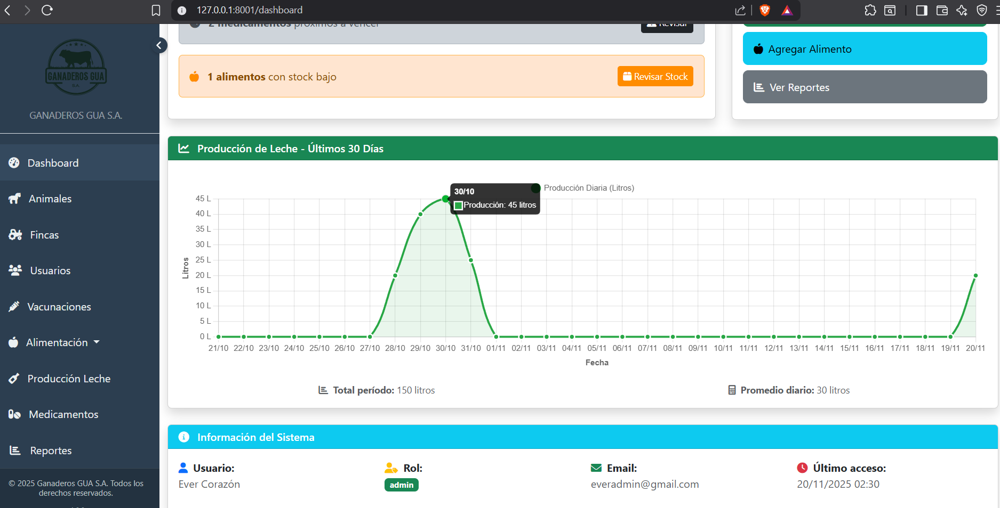 127.0.0.1:8001/dashboard
2 medicamentos próximos a vencer
Revisar
1 alimentos con stock bajo
Revisar Stock
Agregar Alimento
Ver Reportes
GANADEROS GUA
S.A.
GANADEROS GUA S.A.
Dashboard
Animales
Fincas
Usuarios
Vacunaciones
Alimentación
Producción Leche
Medicamentos
Reportes
© 2025 Ganaderos GUA S.A. Todos los
derechos reservados.
Producción de Leche - Últimos 30 Días
Producción Diaria (Litros)
30/10
Producción: 45 litros
45 L
40 L
35 L
30 L
25 L
20 L
15 L
10 L
5 L
0 L
Litros
21/10 22/10 23/10 24/10 25/10 26/10 27/10 28/10 29/10 30/10 31/10 01/11 02/11 03/11 04/11 05/11 06/11 07/11 08/11 09/11 10/11 11/11 12/11 13/11 14/11 15/11 16/11 17/11 18/11 19/11 20/11
Fecha
Total período: 150 litros
Promedio diario: 30 litros
Información del Sistema
Usuario:
Ever Corazón
Rol:
admin
Email:
everadmin@gmail.com
Último acceso:
20/11/2025 02:30